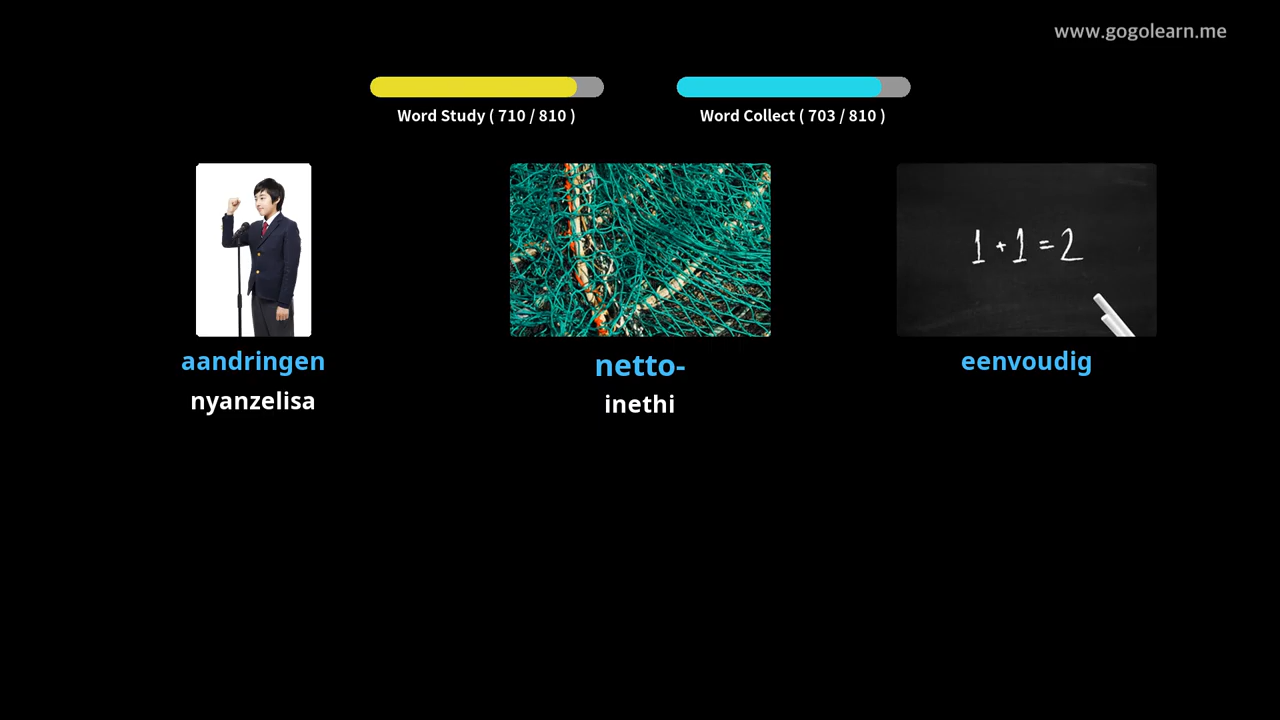 www.gogolearn.me
Word Study ( 710 / 810 )
Word Collect ( 703 / 810 )
1 + 1 = 2
aandringen
nyanzelisa
netto-
inethi
eenvoudig